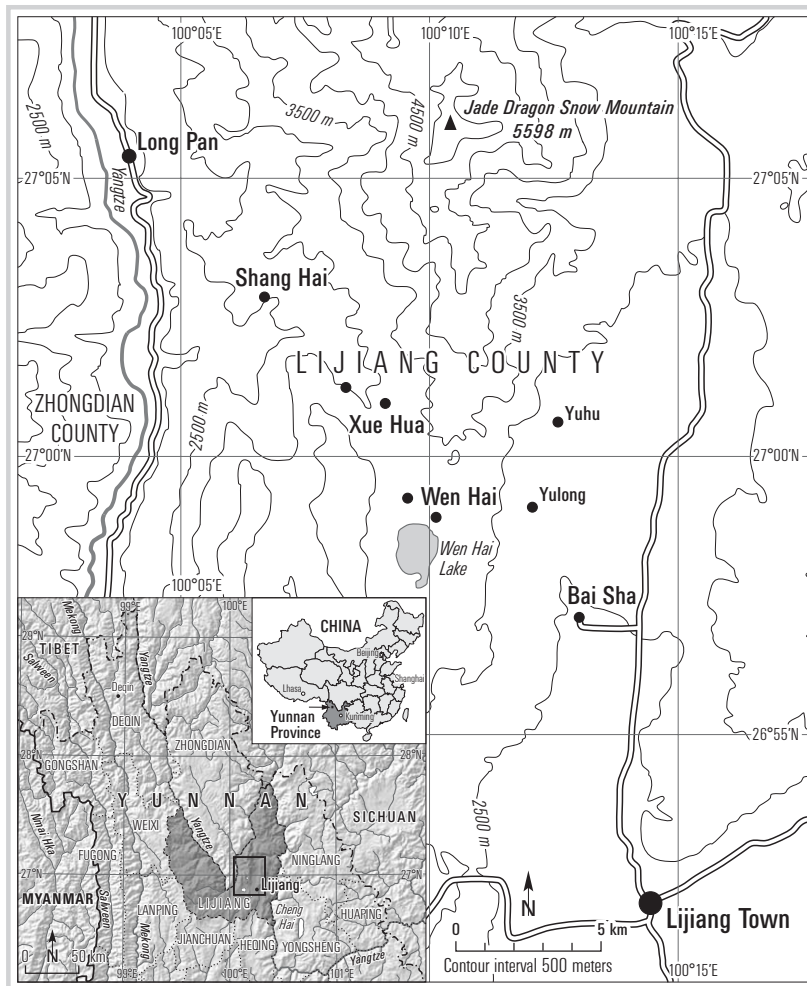 100°05'E
100°10'E
100°15'E
2500 m
3500 m
4500 m
Jade Dragon Snow Mountain
5598 m
Long Pan
Yangtze
27°05'N
27°05'N
Shang Hai
3500 m
LIJIANG COUNTY
ZHONGDIAN
COUNTY
2500 m
Xue Hua
Yuhu
27°00'N
27°00'N
Wen Hai
Yulong
Wen Hai
Lake
100°05'E
Bai Sha
26°55'N
2500 m
N
Lijiang Town
0
5 km
Contour interval 500 meters
100°15'E
99°E
100°E
Mekong
28°N
TIBET
Salween
Yangtze
Deqin
DEQIN
ZHONGDIAN
28°N
28°N
GONGSHAN
YUNNAN
SICHUAN
WEIXI
Yangtze
Nmai Hka
FUGONG
NINGLANG
27°N
27°N
Lijiang
MYANMAR
Salween
LANPING
LIJIANG
Cheng
Hai
HUAPING
N
Mekong
JIANCHUAN
HEQING
YONGSHENG
Yangtze
0
50 km
99°E
100°E
101°E
CHINA
Beijing
Shanghai
Lhasa
Yunnan
Province
Kunming